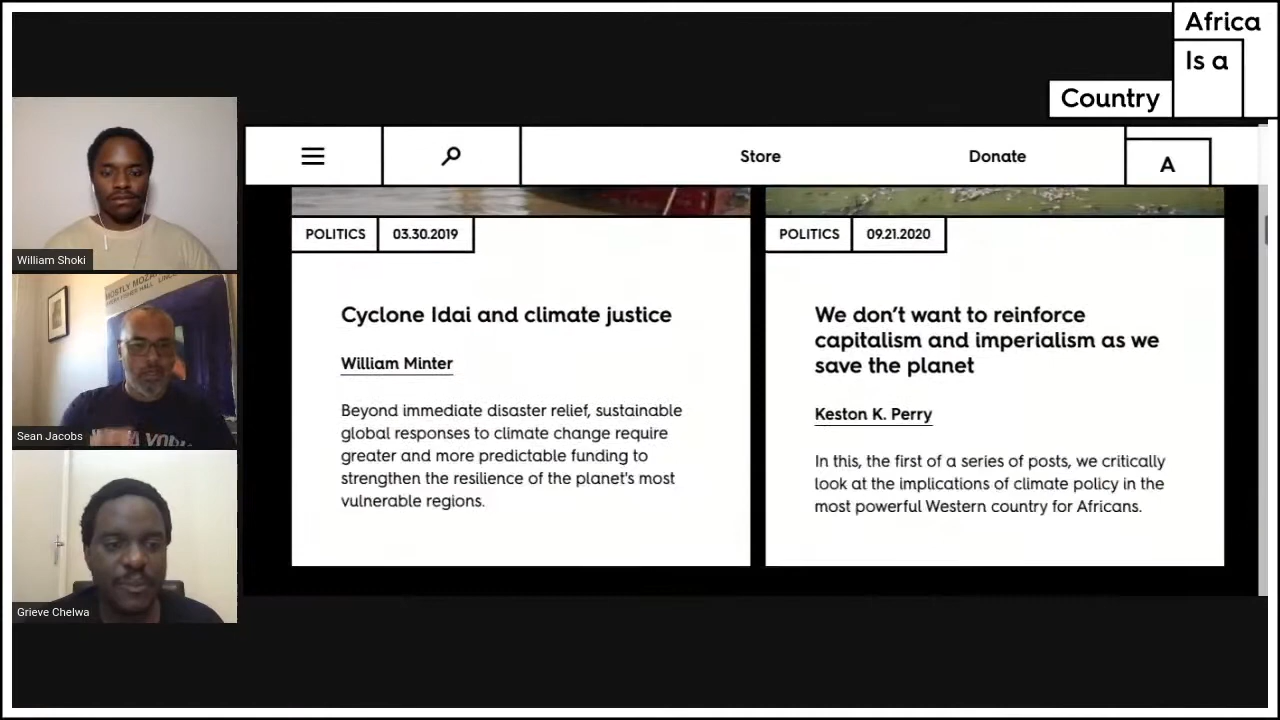 Africa
Is a
Country
Store
Donate
A
William Shoki
MOSTLY MOZA
Sean Jacobs
Grieve Chelwa
POLITICS
03.30.2019
Cyclone Idai and climate justice
William Minter
Beyond immediate disaster relief, sustainable
global responses to climate change require
greater and more predictable funding to
strengthen the resilience of the planet's most
vulnerable regions.
POLITICS
09.21.2020
We don’t want to reinforce
capitalism and imperialism as we
save the planet
Keston K. Perry
In this, the first of a series of posts, we critically
look at the implications of climate policy in the
most powerful Western country for Africans.